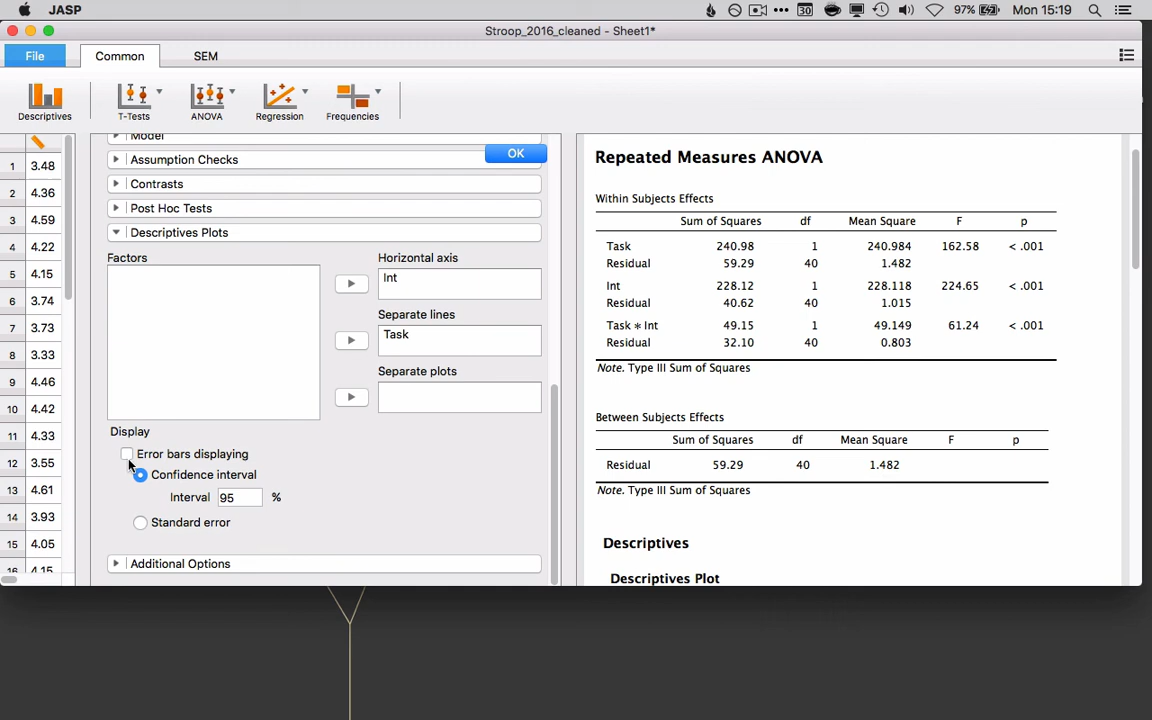 JASP 30 97% Mon 15:19
Stroop_2016_cleaned - Sheet1*
File Common SEM
Descriptives T-Tests ANOVA Regression Frequencies
Model
Assumption Checks
OK
Contrasts
Post Hoc Tests
Descriptives Plots
Factors
Horizontal axis
Int
Separate lines
Task
Separate plots
Display
Error bars displaying
Confidence interval
Interval 95 %
Standard error
Additional Options
1 3.48
2 4.36
3 4.59
4 4.22
5 4.15
6 3.74
7 3.73
8 3.33
9 4.46
10 4.42
11 4.33
12 3.55
13 4.61
14 3.93
15 4.05
16 4.15
Repeated Measures ANOVA
Within Subjects Effects
Sum of Squares df Mean Square F p
Task 240.98 1 240.984 162.58 < .001
Residual 59.29 40 1.482
Int 228.12 1 228.118 224.65 < .001
Residual 40.62 40 1.015
Task * Int 49.15 1 49.149 61.24 < .001
Residual 32.10 40 0.803
Note. Type III Sum of Squares
Between Subjects Effects
Sum of Squares df Mean Square F p
Residual 59.29 40 1.482
Note. Type III Sum of Squares
Descriptives
Descriptives Plot